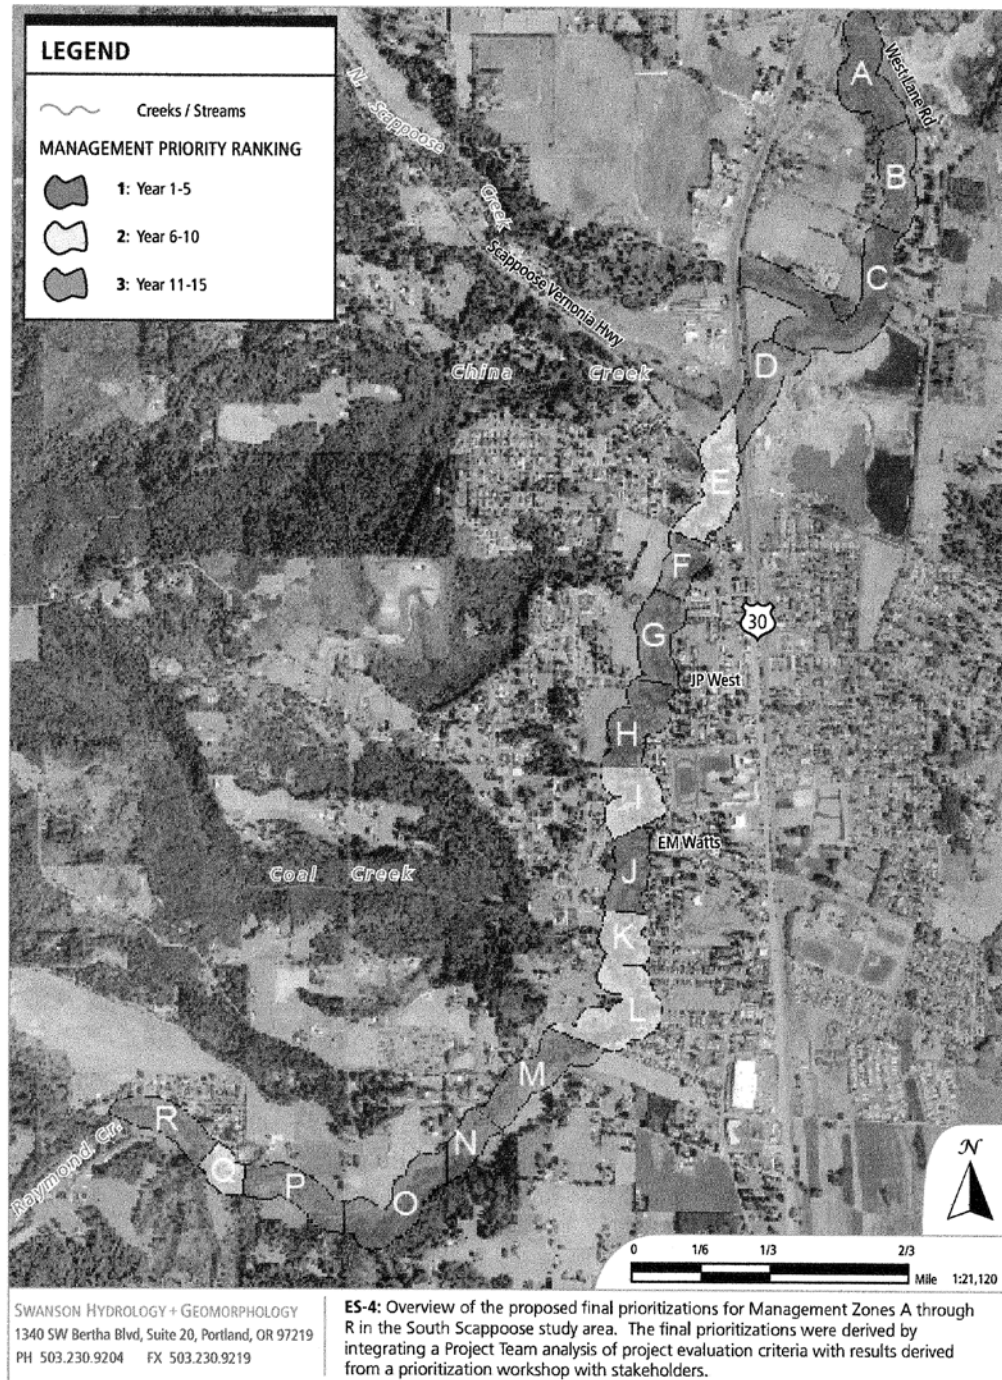 LEGEND
Creeks / Streams
MANAGEMENT PRIORITY RANKING
1: Year 1-5
2: Year 6-10
3: Year 11-15
N. Scappoose Creek
Scappoose Vernonia Hwy
West Lane Rd
A
B
C
China Creek
D
E
F
30
G
JP West
H
I
EM Watts
J
Coal Creek
K
L
M
N
R
Q
P
O
Raymond Cr.
N
0 1/6 1/3 2/3
Mile 1:21,120
SWANSON HYDROLOGY + GEOMORPHOLOGY
1340 SW Bertha Blvd, Suite 20, Portland, OR 97219
PH 503.230.9204 FX 503.230.9219
ES-4: Overview of the proposed final prioritizations for Management Zones A through
R in the South Scappoose study area. The final prioritizations were derived by
integrating a Project Team analysis of project evaluation criteria with results derived
from a prioritization workshop with stakeholders.